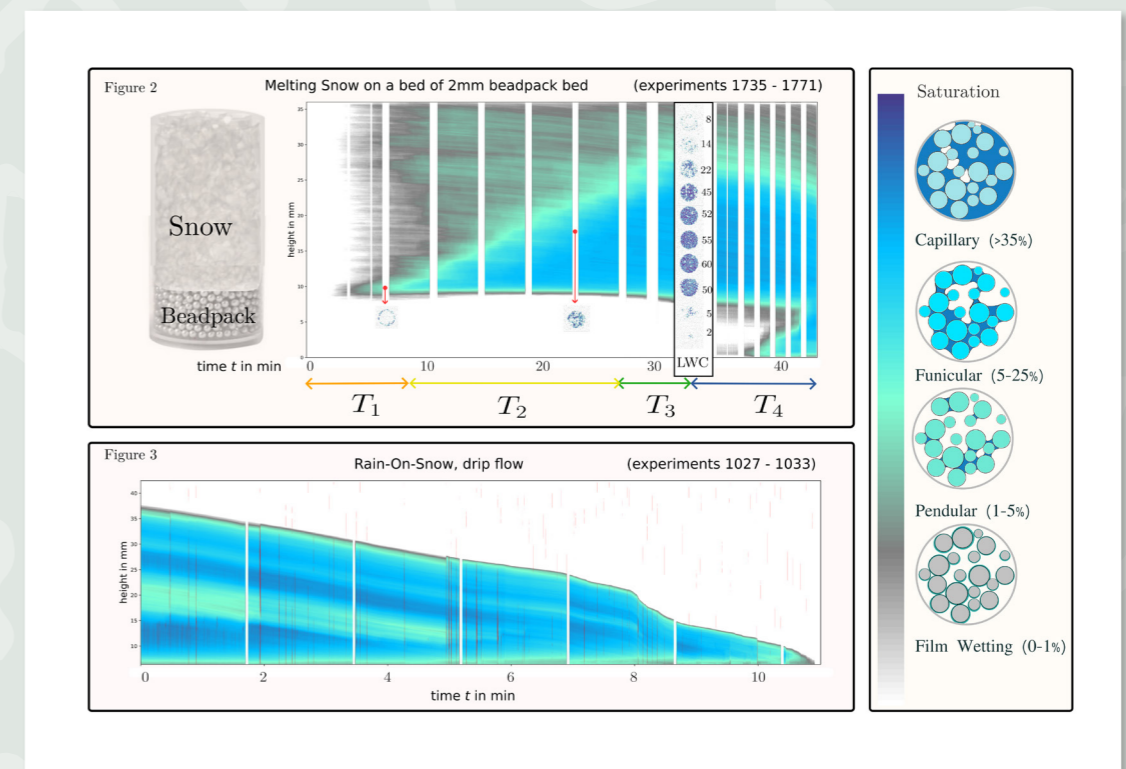 Figure 2
Melting Snow on a bed of 2mm beadpack bed (experiments 1735 - 1771)
Snow
Beadpack
height in mm
35
30
25
20
15
10
5
0
8
14
22
45
52
55
60
50
5
2
LWC
time t in min
0 10 20 30 40
T1 T2 T3 T4
Figure 3
Rain-On-Snow, drip flow (experiments 1027 - 1033)
height in mm
40
35
30
25
20
15
10
0 2 4 6 8 10
time t in min
Saturation
Capillary (>35%)
Funicular (5-25%)
Pendular (1-5%)
Film Wetting (0-1%)